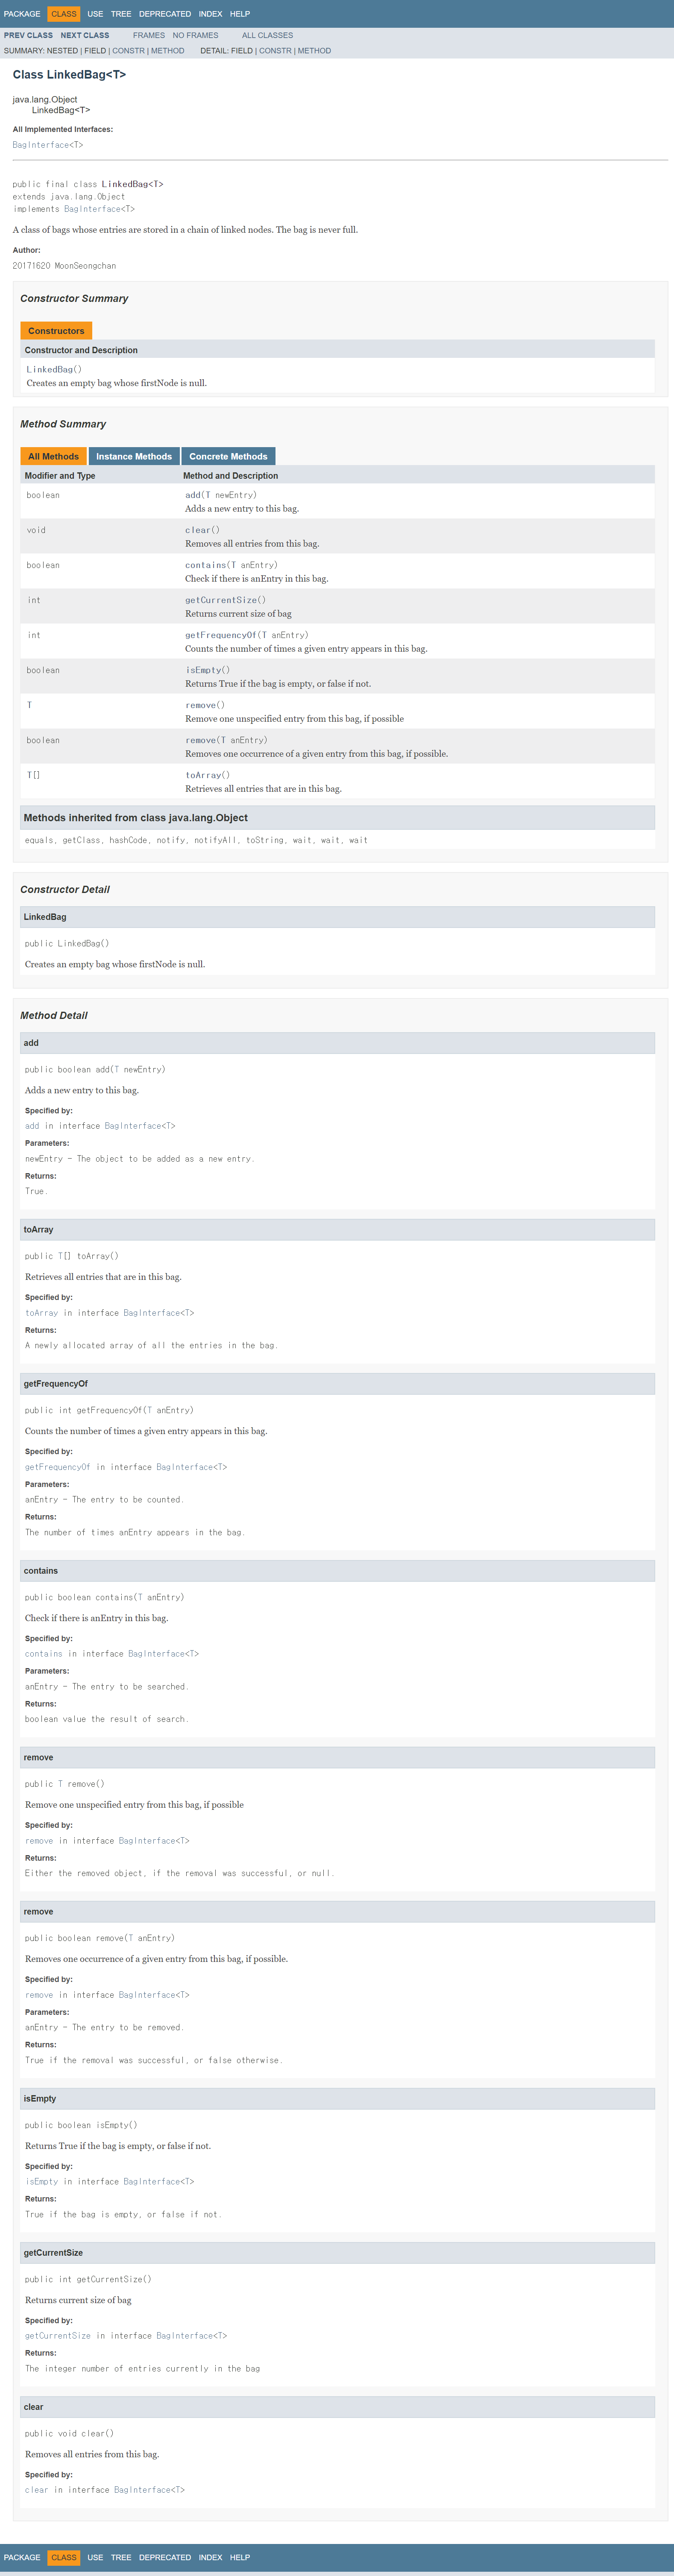 PACKAGE CLASS USE TREE DEPRECATED INDEX HELP
PREV CLASS NEXT CLASS FRAMES NO FRAMES ALL CLASSES
SUMMARY: NESTED | FIELD | CONSTR | METHOD DETAIL: FIELD | CONSTR | METHOD
Class LinkedBag<T>
java.lang.Object
LinkedBag<T>
All Implemented Interfaces:
BagInterface<T>
public final class LinkedBag<T>
extends java.lang.Object
implements BagInterface<T>
A class of bags whose entries are stored in a chain of linked nodes. The bag is never full.
Author:
20171620 MoonSeongchan
Constructor Summary
Constructors
Constructor and Description
LinkedBag()
Creates an empty bag whose firstNode is null.
Method Summary
All Methods Instance Methods Concrete Methods
Modifier and Type Method and Description
boolean add(T newEntry)
Adds a new entry to this bag.
void clear()
Removes all entries from this bag.
boolean contains(T anEntry)
Check if there is anEntry in this bag.
int getCurrentSize()
Returns current size of bag
int getFrequencyOf(T anEntry)
Counts the number of times a given entry appears in this bag.
boolean isEmpty()
Returns True if the bag is empty, or false if not.
T remove()
Remove one unspecified entry from this bag, if possible
boolean remove(T anEntry)
Removes one occurrence of a given entry from this bag, if possible.
T[] toArray()
Retrieves all entries that are in this bag.
Methods inherited from class java.lang.Object
equals, getClass, hashCode, notify, notifyAll, toString, wait, wait, wait
Constructor Detail
LinkedBag
public LinkedBag()
Creates an empty bag whose firstNode is null.
Method Detail
add
public boolean add(T newEntry)
Adds a new entry to this bag.
Specified by:
add in interface BagInterface<T>
Parameters:
newEntry - The object to be added as a new entry.
Returns:
True.
toArray
public T[] toArray()
Retrieves all entries that are in this bag.
Specified by:
toArray in interface BagInterface<T>
Returns:
A newly allocated array of all the entries in the bag.
getFrequencyOf
public int getFrequencyOf(T anEntry)
Counts the number of times a given entry appears in this bag.
Specified by:
getFrequencyOf in interface BagInterface<T>
Parameters:
anEntry - The entry to be counted.
Returns:
The number of times anEntry appears in the bag.
contains
public boolean contains(T anEntry)
Check if there is anEntry in this bag.
Specified by:
contains in interface BagInterface<T>
Parameters:
anEntry - The entry to be searched.
Returns:
boolean value the result of search.
remove
public T remove()
Remove one unspecified entry from this bag, if possible
Specified by:
remove in interface BagInterface<T>
Returns:
Either the removed object, if the removal was successful, or null.
remove
public boolean remove(T anEntry)
Removes one occurrence of a given entry from this bag, if possible.
Specified by:
remove in interface BagInterface<T>
Parameters:
anEntry - The entry to be removed.
Returns:
True if the removal was successful, or false otherwise.
isEmpty
public boolean isEmpty()
Returns True if the bag is empty, or false if not.
Specified by:
isEmpty in interface BagInterface<T>
Returns:
True if the bag is empty, or false if not.
getCurrentSize
public int getCurrentSize()
Returns current size of bag
Specified by:
getCurrentSize in interface BagInterface<T>
Returns:
The integer number of entries currently in the bag
clear
public void clear()
Removes all entries from this bag.
Specified by:
clear in interface BagInterface<T>
PACKAGE CLASS USE TREE DEPRECATED INDEX HELP